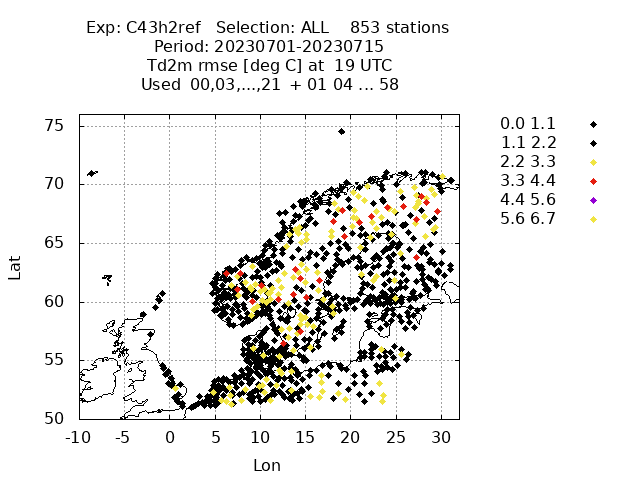 Exp: C43h2ref   Selection: ALL    853 stations
Period: 20230701-20230715
Td2m rmse [deg C] at  19 UTC
Used  00,03,...,21  + 01 04 ... 58
0.0 1.1
1.1 2.2
2.2 3.3
3.3 4.4
4.4 5.6
5.6 6.7
75
70
65
60
55
50
Lat
-10 -5 0 5 10 15 20 25 30
Lon